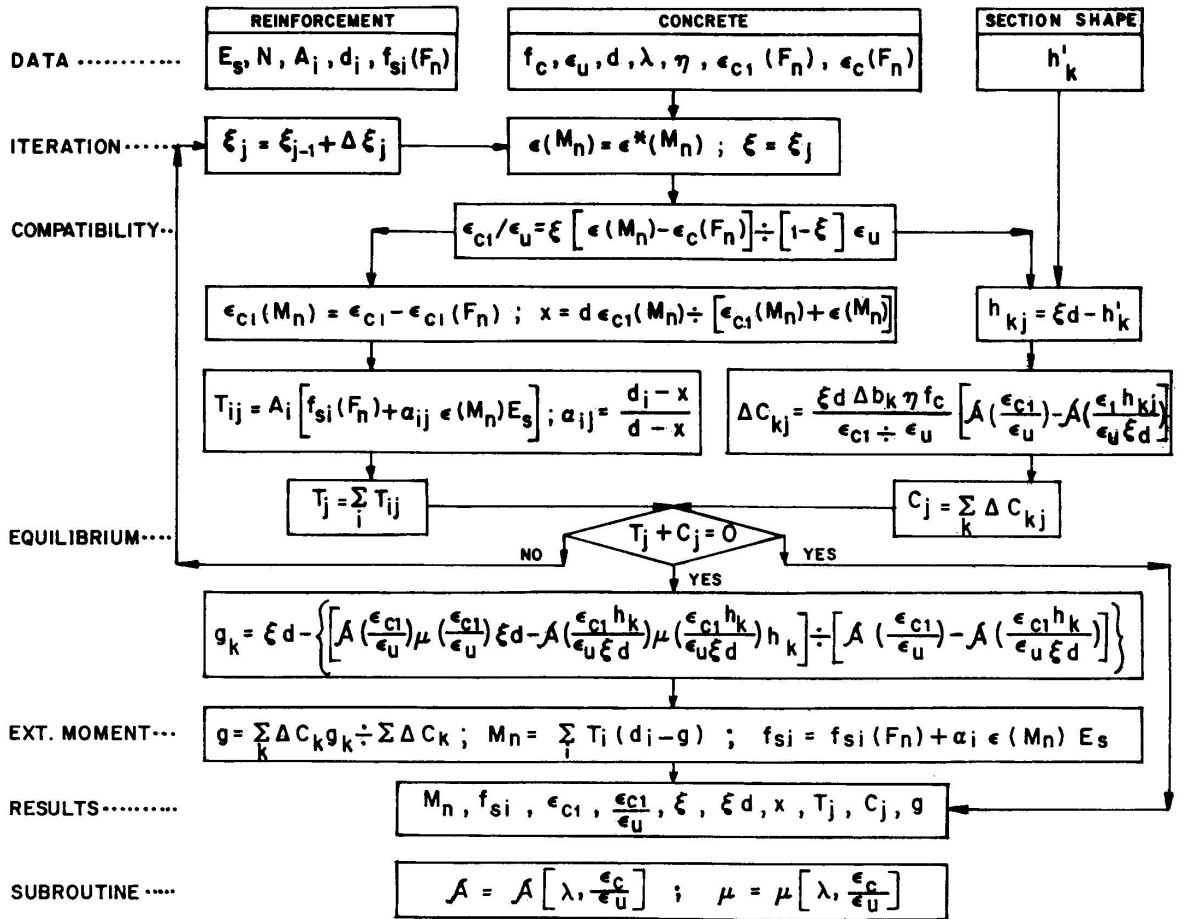 REINFORCEMENT
CONCRETE
SECTION SHAPE
DATA ...........
E_s, N, A_i, d_i, f_si(F_n)
f_c, ϵ_u, d, λ, η, ϵ_c1 (F_n), ϵ_c(F_n)
h'_k
ITERATION ......
ξ_j = ξ_{j-1} + Δ ξ_j
ϵ(M_n) = ϵ*(M_n) ; ξ = ξ_j
COMPATIBILITY ..
ϵ_c1/ϵ_u = ξ [ϵ(M_n) - ϵ_c(F_n)] ÷ [1-ξ] ϵ_u
ϵ_c1(M_n) = ϵ_c1 - ϵ_c1(F_n) ; x = d ϵ_c1(M_n) ÷ [ϵ_c1(M_n) + ϵ(M_n)]
h_kj = ξd - h'_k
T_ij = A_i [f_si(F_n) + α_ij ϵ(M_n) E_s] ; α_ij = (d_i - x)/(d - x)
ΔC_kj = (ξd Δb_k η f_c)/(ϵ_c1 ÷ ϵ_u) [A(ϵ_c1/ϵ_u) - A(ϵ_1 h_kj/ϵ_u ξd)]
T_j = Σ_i T_ij
C_j = Σ_k Δ C_kj
EQUILIBRIUM ....
T_j + C_j = 0
NO
YES
YES
g_k = ξd - {[A(ϵ_c1/ϵ_u) μ (ϵ_c1/ϵ_u) ξd - A(ϵ_c1 h_k/ϵ_u ξd) μ (ϵ_c1 h_k/ϵ_u ξd) h_k] ÷ [A (ϵ_c1/ϵ_u) - A(ϵ_c1 h_k/ϵ_u ξd)]}
EXT. MOMENT ...
g = Σ_k ΔC_k g_k ÷ Σ ΔC_k ; M_n = Σ_i T_i (d_i - g) ; f_si = f_si(F_n) + α_i ϵ(M_n) E_s
RESULTS .........
M_n, f_si, ϵ_c1, ϵ_c1/ϵ_u, ξ, ξd, x, T_j, C_j, g
SUBROUTINE .....
A = A [λ, ϵ_c/ϵ_u] ; μ = μ [λ, ϵ_c/ϵ_u]